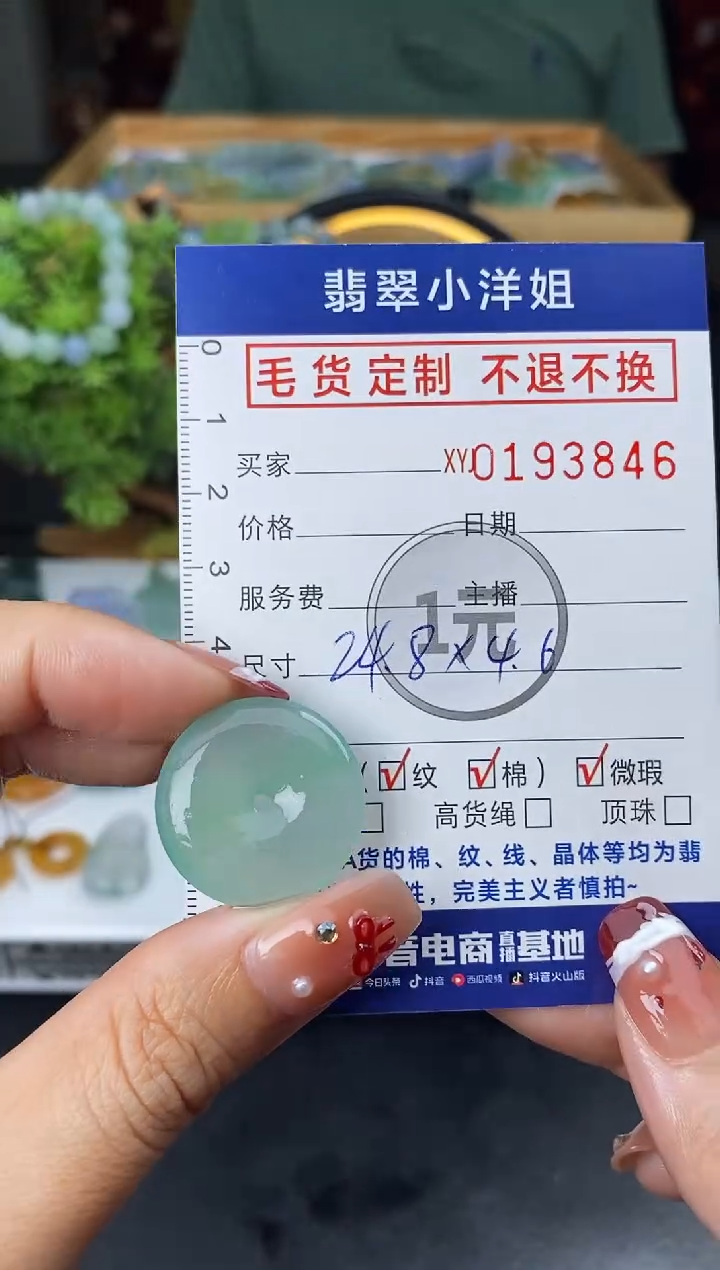 翡翠小洋姐
毛货定制 不退不换
0
1
2
3
4
买家 XYJ0193846
价格 日期
1元
服务费 主播
尺寸 24.8×4.6
(☑纹 ☑棉) ☑微瑕
高货绳□ 顶珠□
A货的棉、纹、线、晶体等均为翡
性，完美主义者慎拍~
音电商直播基地
今日头条 抖音 西瓜视频 抖音火山版